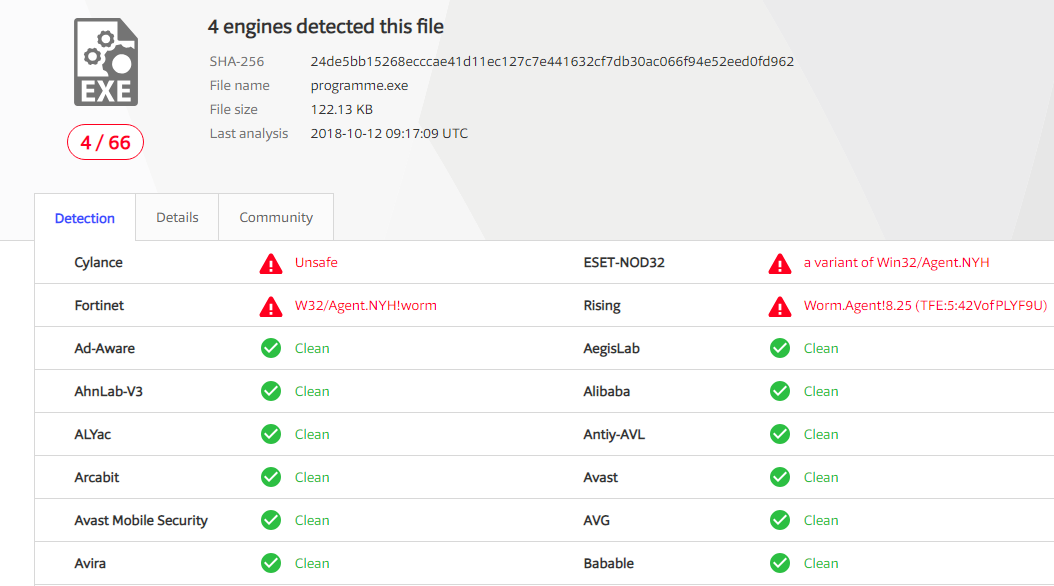 4 engines detected this file
SHA-256 24de5bb15268ecccae41d11ec127c7e441632cf7db30ac066f94e52eed0fd962
File name programme.exe
File size 122.13 KB
Last analysis 2018-10-12 09:17:09 UTC
EXE
4 / 66
Detection Details Community
Cylance Unsafe ESET-NOD32 a variant of Win32/Agent.NYH
Fortinet W32/Agent.NYH!worm Rising Worm.Agent!8.25 (TFE:5:42VofPLYF9U)
Ad-Aware Clean AegisLab Clean
AhnLab-V3 Clean Alibaba Clean
ALYac Clean Antiy-AVL Clean
Arcabit Clean Avast Clean
Avast Mobile Security Clean AVG Clean
Avira Clean Babable Clean